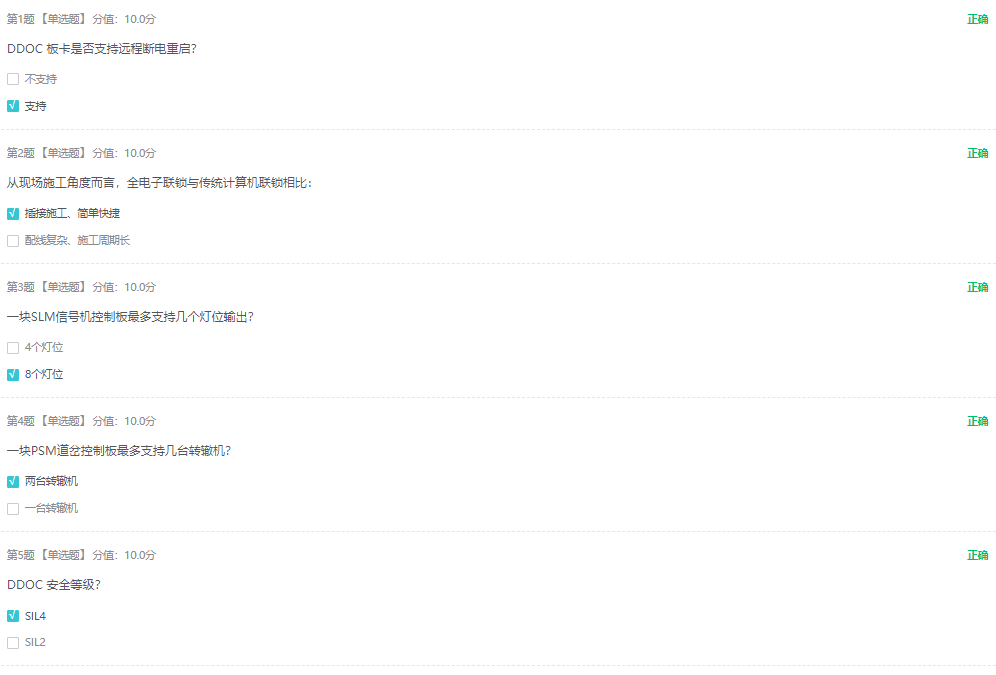 第1题 【单选题】 分值：10.0分 正确
DDOC 板卡是否支持远程断电重启？
不支持
支持
第2题 【单选题】 分值：10.0分 正确
从现场施工角度而言，全电子联锁与传统计算机联锁相比：
插接施工、简单快捷
配线复杂、施工周期长
第3题 【单选题】 分值：10.0分 正确
一块SLM信号机控制板最多支持几个灯位输出？
4个灯位
8个灯位
第4题 【单选题】 分值：10.0分 正确
一块PSM道岔控制板最多支持几台转辙机？
两台转辙机
一台转辙机
第5题 【单选题】 分值：10.0分 正确
DDOC 安全等级？
SIL4
SIL2